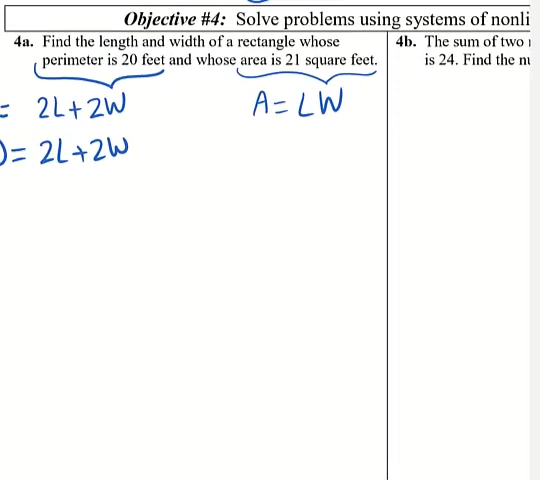 Objective #4: Solve problems using systems of
4a. Find the length and width of a rectangle whose
perimeter is 20 feet and whose area is 21 square feet.
= 2L+2W
A=LW
= 2L+2W
4b. The sum of two
is 24. Find the